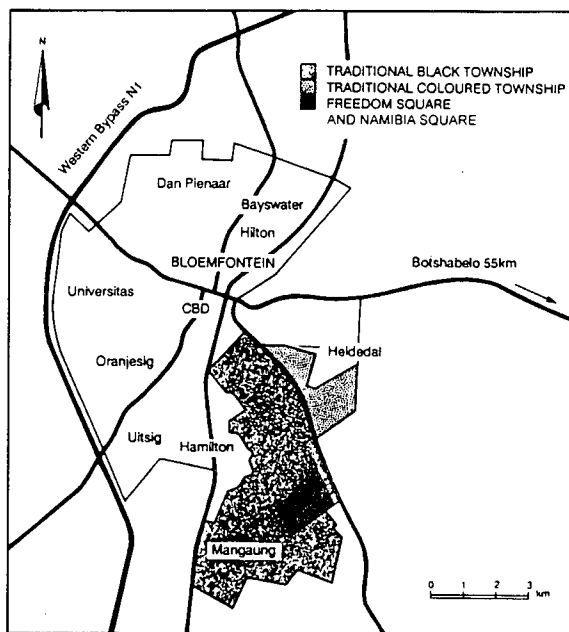 N
Western Bypass N1
TRADITIONAL BLACK TOWNSHIP
TRADITIONAL COLOURED TOWNSHIP
FREEDOM SQUARE
AND NAMIBIA SQUARE
Dan Pienaar
Bayswater
Hilton
BLOEMFONTEIN
Botshabelo 55km
Universitas
CBD
Heidedal
Oranjesig
Uitsig
Hamilton
Mangaung
0 1 2 3
km